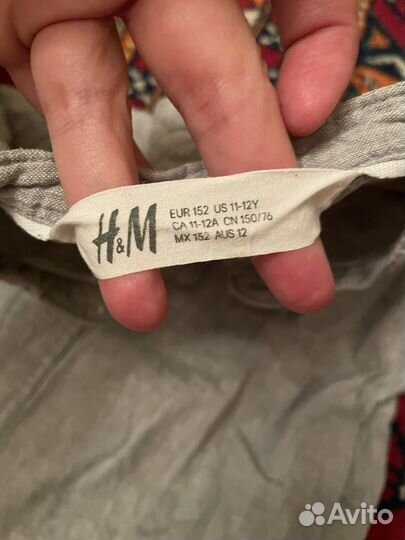 H&M
EUR 152 US 11-12Y
CA 11-12A CN 150/76
MX 152 AUS 12
Avito